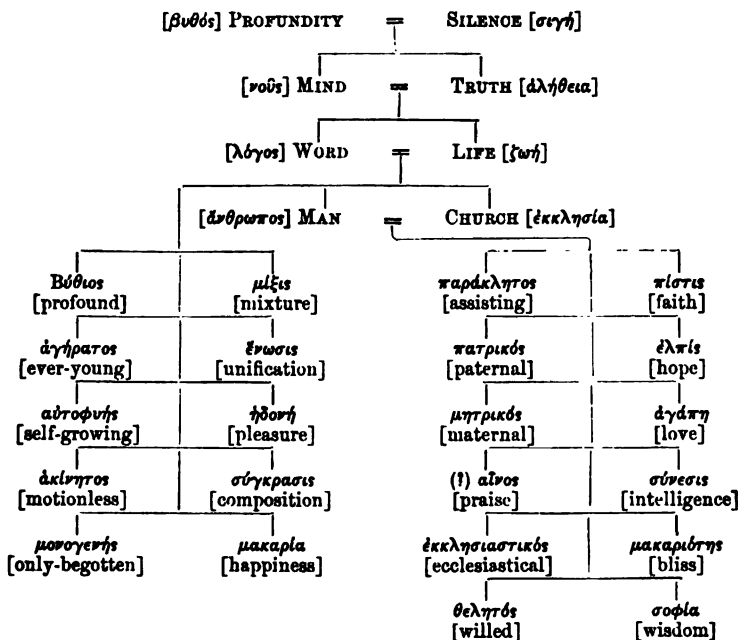 [βυθός] PROFUNDITY = SILENCE [σιγή]
[νοῦς] MIND = TRUTH [ἀλήθεια]
[λόγος] WORD = LIFE [ζωή]
[ἄνθρωπος] MAN = CHURCH [ἐκκλησία]
Βύθιος μίξις παράκλητος πίστις
[profound] [mixture] [assisting] [faith]
ἀγήρατος ἕνωσις πατρικός ἐλπίς
[ever-young] [unification] [paternal] [hope]
αὐτοφυής ἡδονή μητρικός ἀγάπη
[self-growing] [pleasure] [maternal] [love]
ἀκίνητος σύγκρασις (?) αἶνος σύνεσις
[motionless] [composition] [praise] [intelligence]
μονογενής μακαρία ἐκκλησιαστικός μακαριότης
[only-begotten] [happiness] [ecclesiastical] [bliss]
θελητός σοφία
[willed] [wisdom]